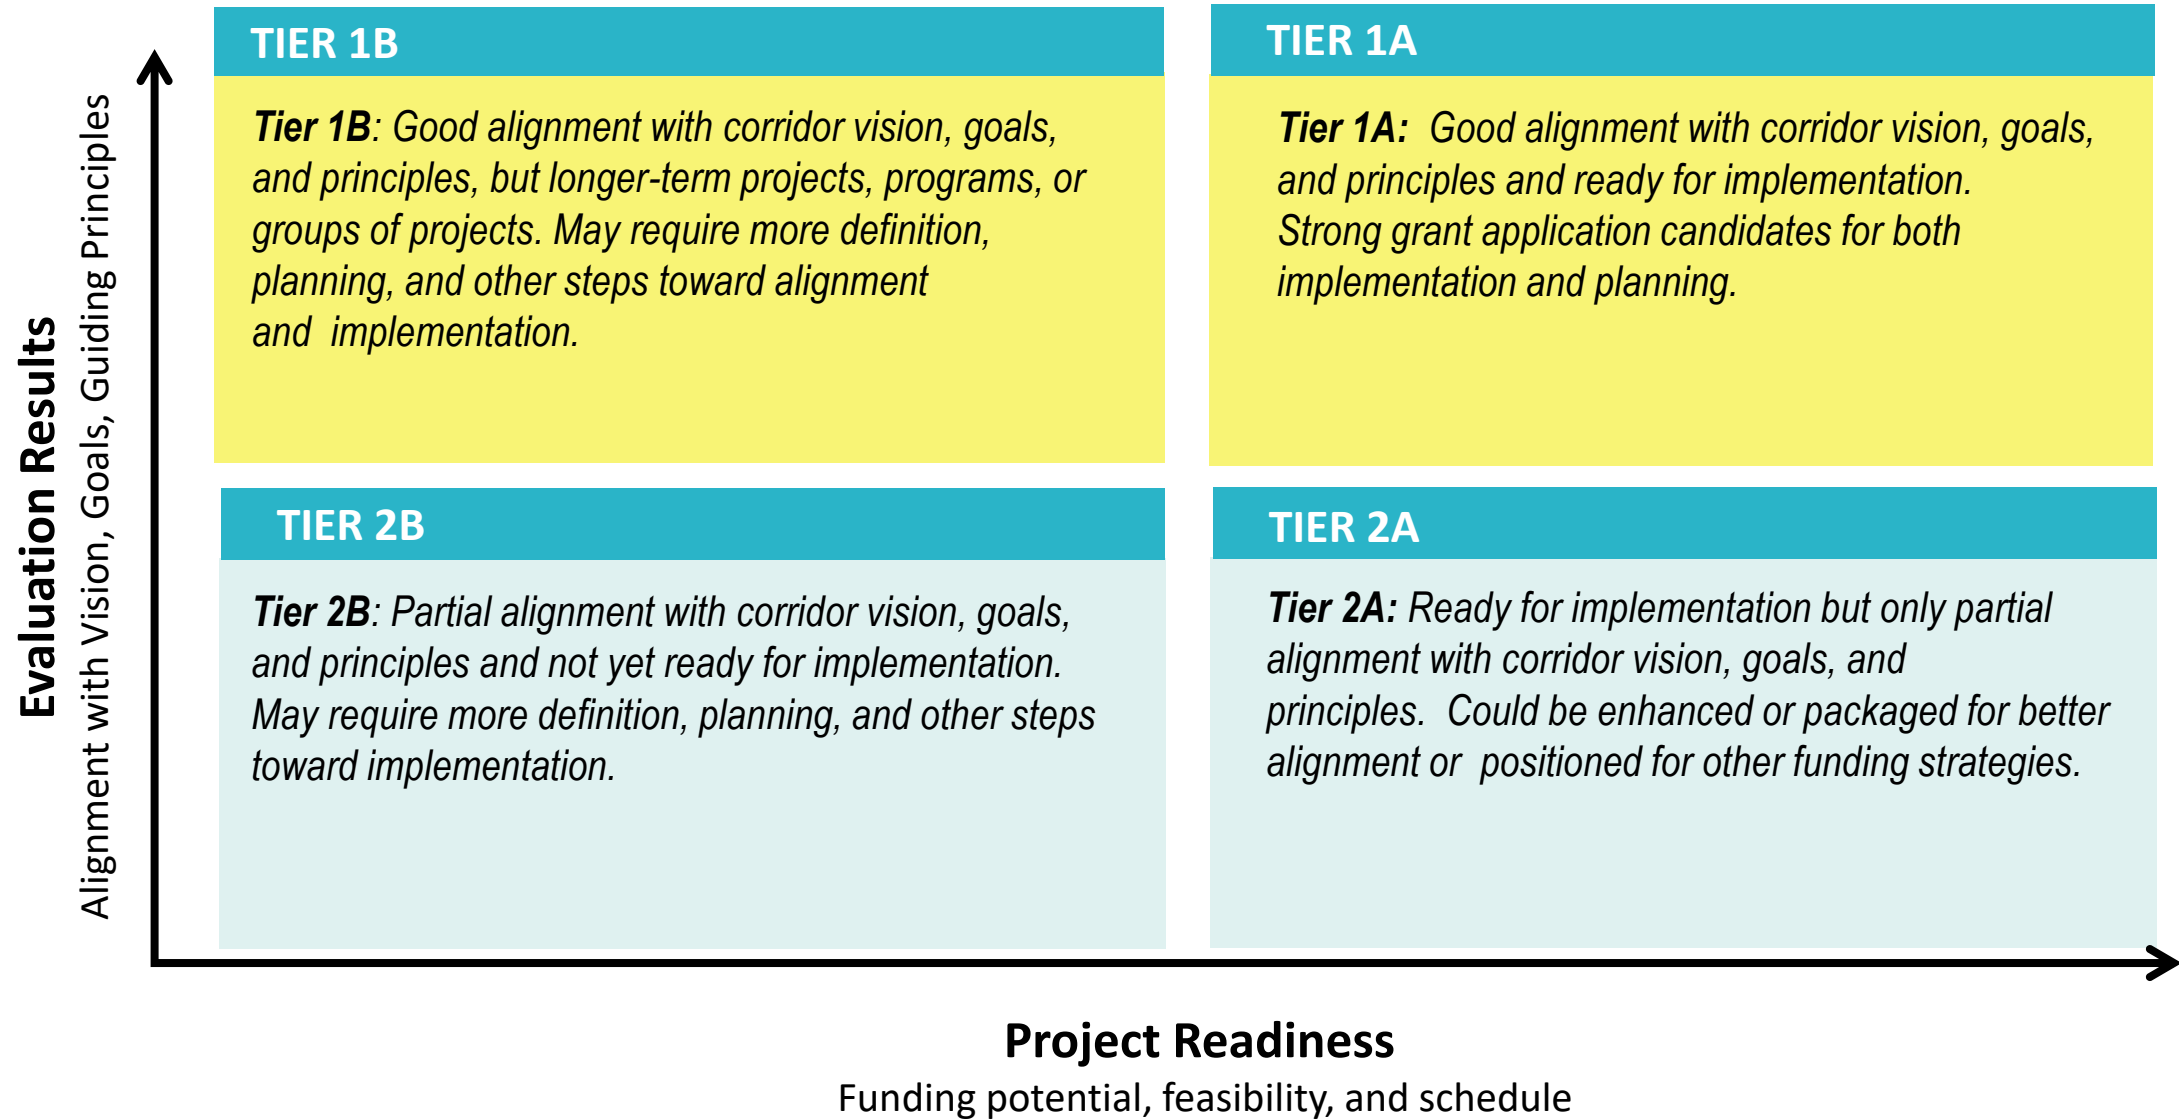 TIER 1B
Tier 1B: Good alignment with corridor vision, goals,
and principles, but longer-term projects, programs, or
groups of projects. May require more definition,
planning, and other steps toward alignment
and  implementation.
TIER 1A
Tier 1A:  Good alignment with corridor vision, goals,
and principles and ready for implementation.
Strong grant application candidates for both
implementation and planning.
TIER 2B
Tier 2B: Partial alignment with corridor vision, goals,
and principles and not yet ready for implementation.
May require more definition, planning, and other steps
toward implementation.
TIER 2A
Tier 2A: Ready for implementation but only partial
alignment with corridor vision, goals, and
principles.  Could be enhanced or packaged for better
alignment or  positioned for other funding strategies.
Evaluation Results
Alignment with Vision, Goals, Guiding Principles
Project Readiness
Funding potential, feasibility, and schedule